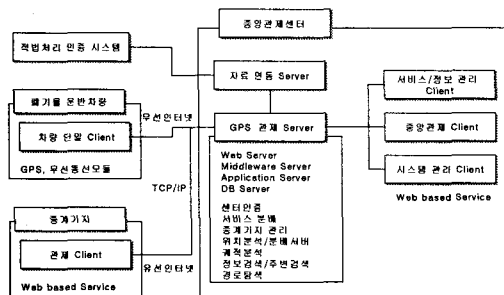 중앙관제센터
적법처리 인증 시스템
자료 연동 Server
폐기물 운반차량
무선인터넷
서비스/정보 관리
Client
차량 단말 Client
GPS 관제 Server
중앙관제 Client
GPS, 무선통신모듈
Web Server
Middleware Server
Application Server
DB Server
시스템 관리 Client
TCP/IP
Web based Service
센터인증
서비스 분배
중계기지 관리
위치분석/분배서버
궤적분석
정보검색/주변검색
경로탐색
중계기지
관제 Client
유선인터넷
Web based Service